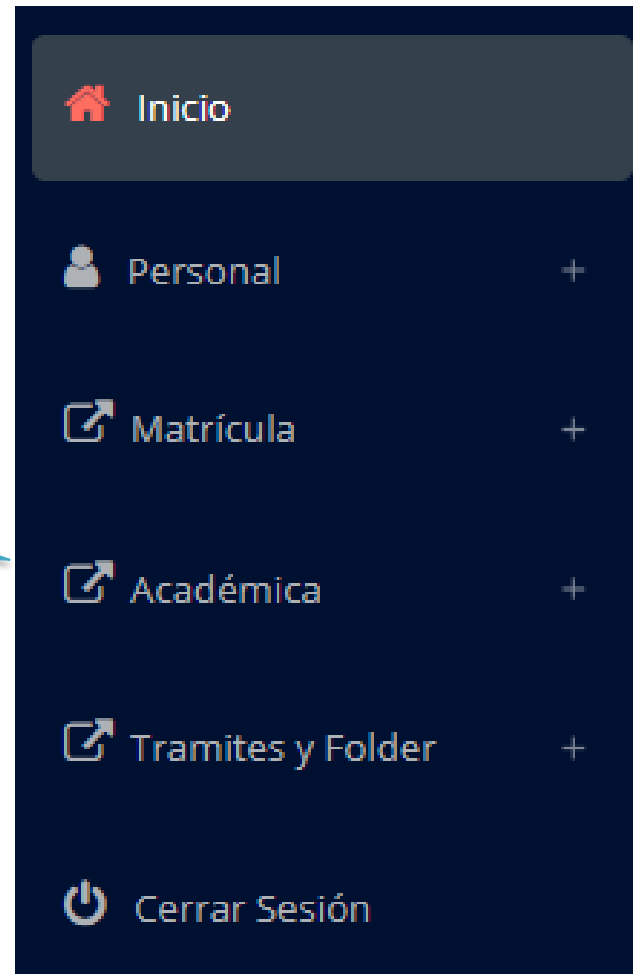 Inicio
Personal +
Matrícula +
Académica +
Tramites y Folder +
Cerrar Sesión